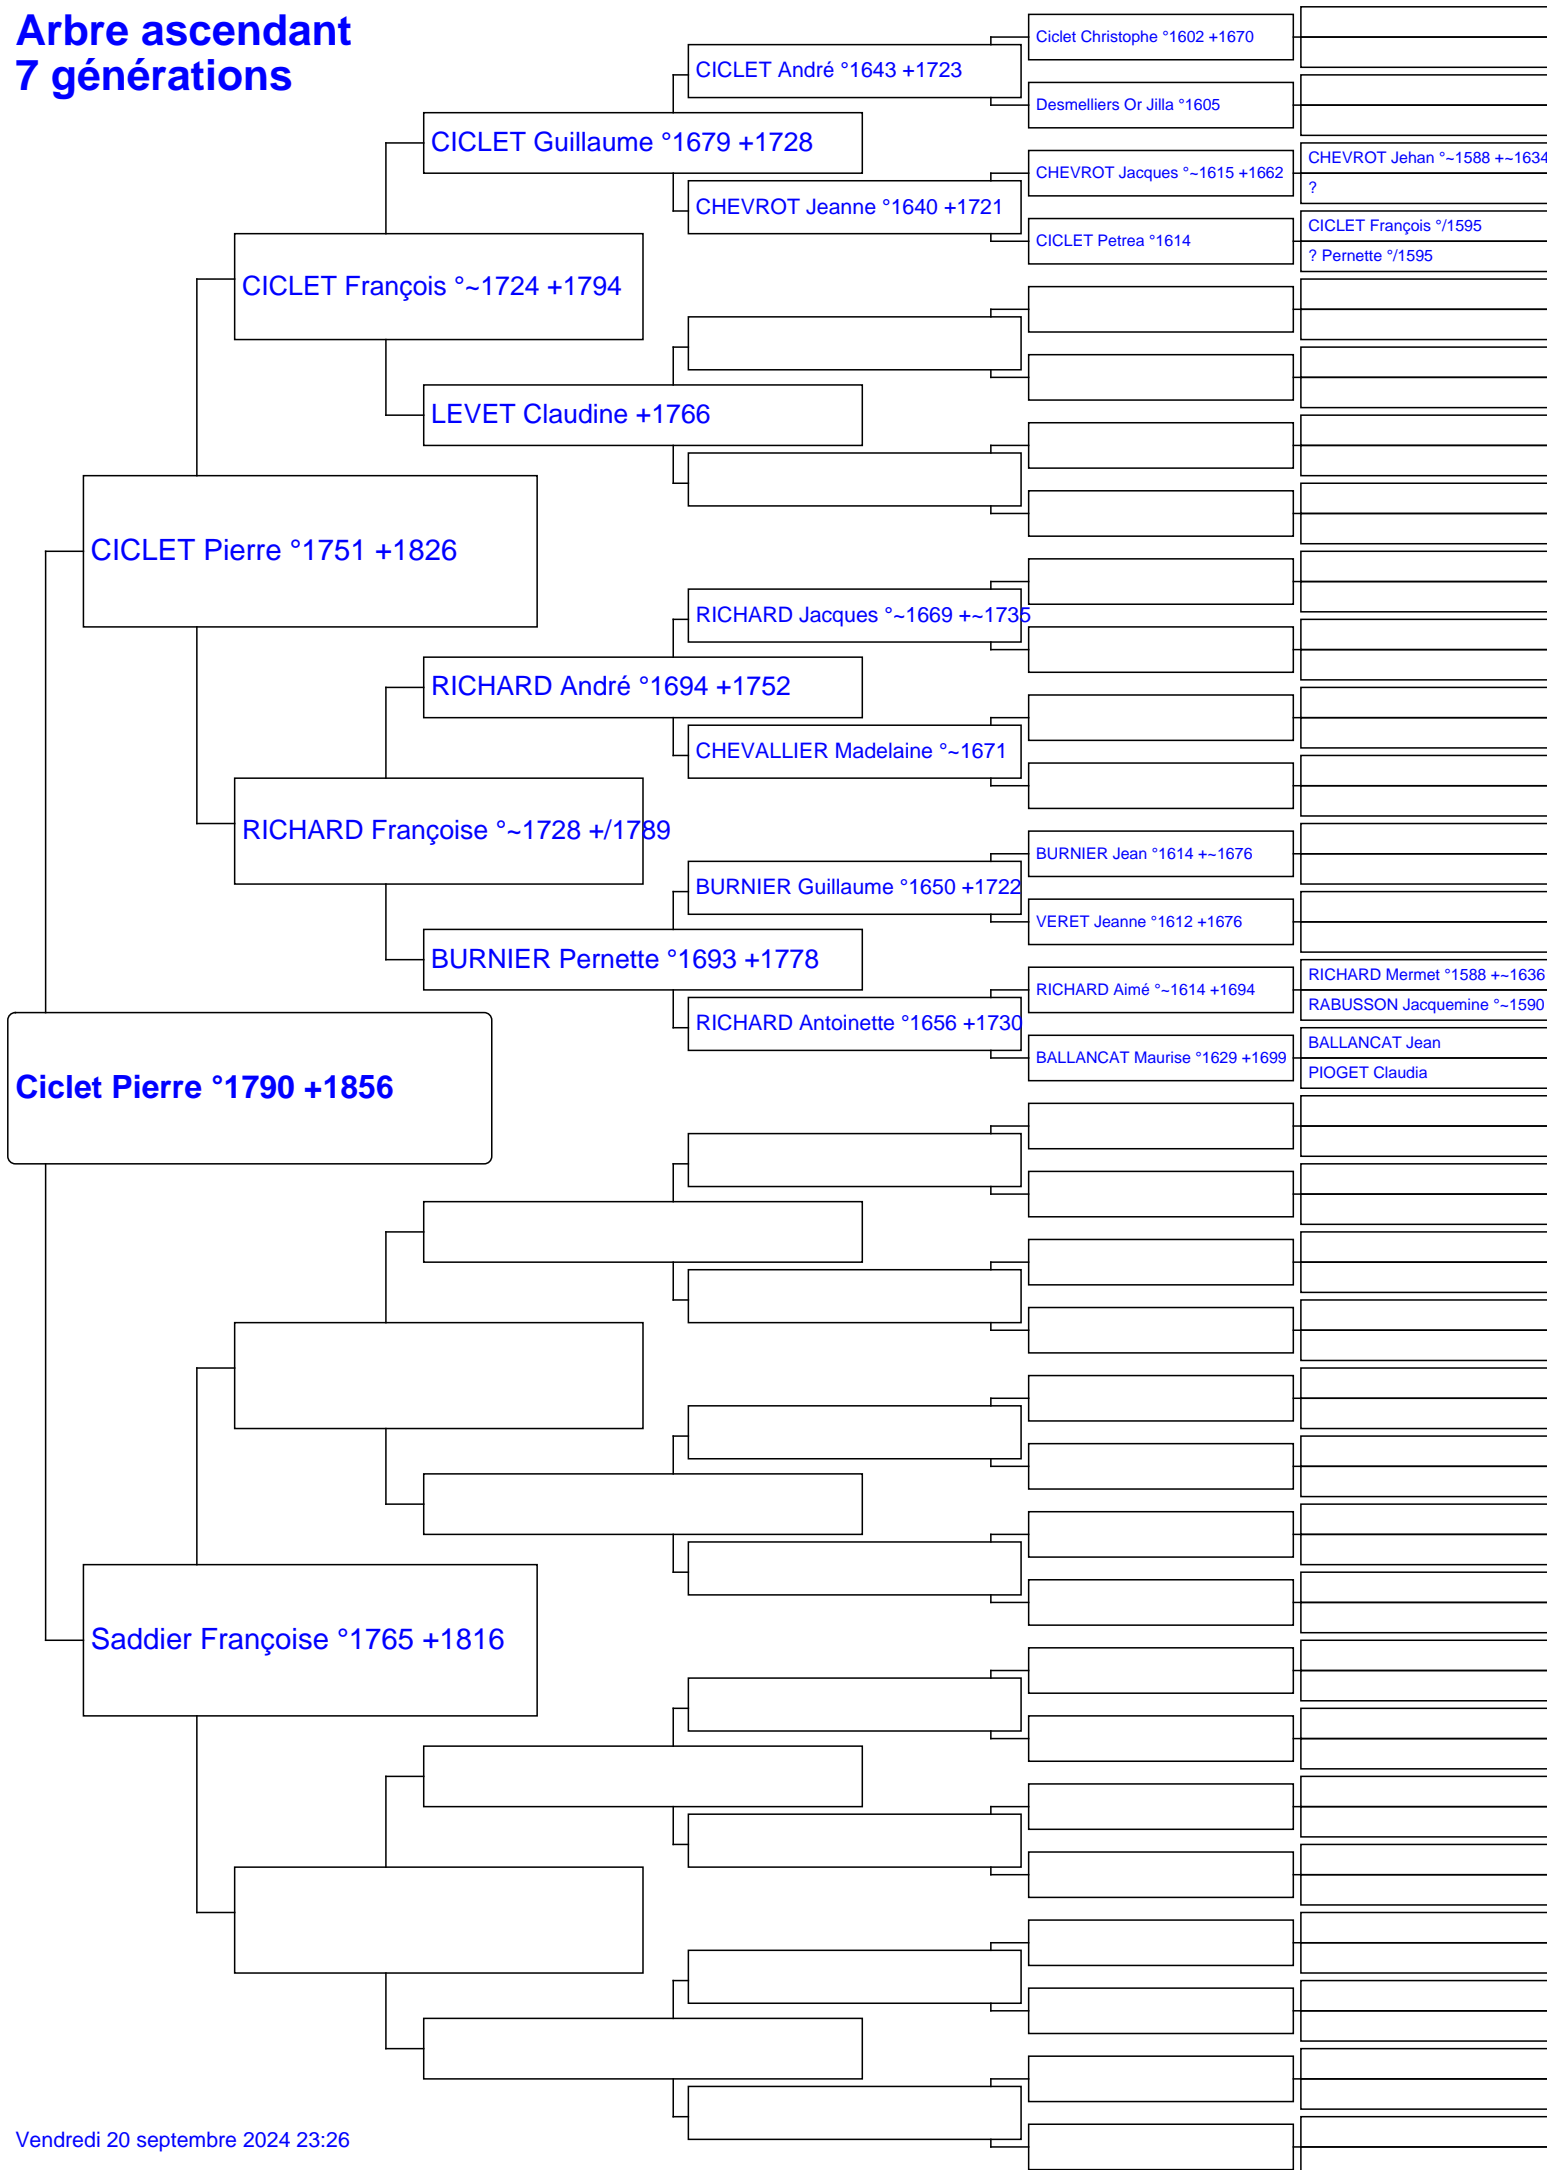 Arbre ascendant
7 générations
Ciclet Christophe °1602 +1670
CICLET André °1643 +1723
Desmelliers Or Jilla °1605
CICLET Guillaume °1679 +1728
CHEVROT Jehan °~1588 +~1634
CHEVROT Jacques °~1615 +1662
?
CHEVROT Jeanne °1640 +1721
CICLET François °/1595
CICLET Petrea °1614
? Pernette °/1595
CICLET François °~1724 +1794
LEVET Claudine +1766
CICLET Pierre °1751 +1826
RICHARD Jacques °~1669 +~1735
RICHARD André °1694 +1752
CHEVALLIER Madelaine °~1671
RICHARD Françoise °~1728 +/1789
BURNIER Jean °1614 +~1676
BURNIER Guillaume °1650 +1722
VERET Jeanne °1612 +1676
BURNIER Pernette °1693 +1778
RICHARD Mermet °1588 +~1636
RICHARD Aimé °~1614 +1694
RABUSSON Jacquemine °~1590
RICHARD Antoinette °1656 +1730
BALLANCAT Jean
BALLANCAT Maurise °1629 +1699
PIOGET Claudia
Ciclet Pierre °1790 +1856
Saddier Françoise °1765 +1816
Vendredi 20 septembre 2024 23:26